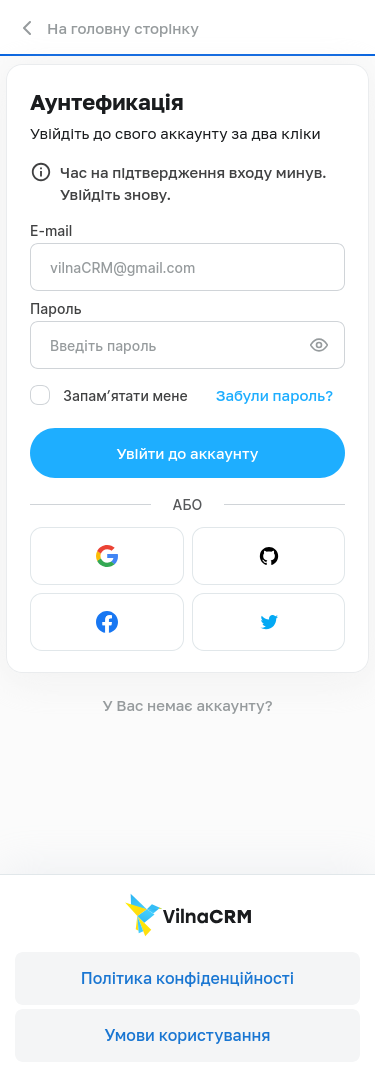 На головну сторінку
Аунтефикація
Увійдіть до свого аккаунту за два кліки
Час на підтвердження входу минув.
Увійдіть знову.
E-mail
vilnaCRM@gmail.com
Пароль
Введіть пароль
Запам’ятати мене
Забули пароль?
Увійти до аккаунту
АБО
У Вас немає аккаунту?
VilnaCRM
Політика конфіденційності
Умови користування